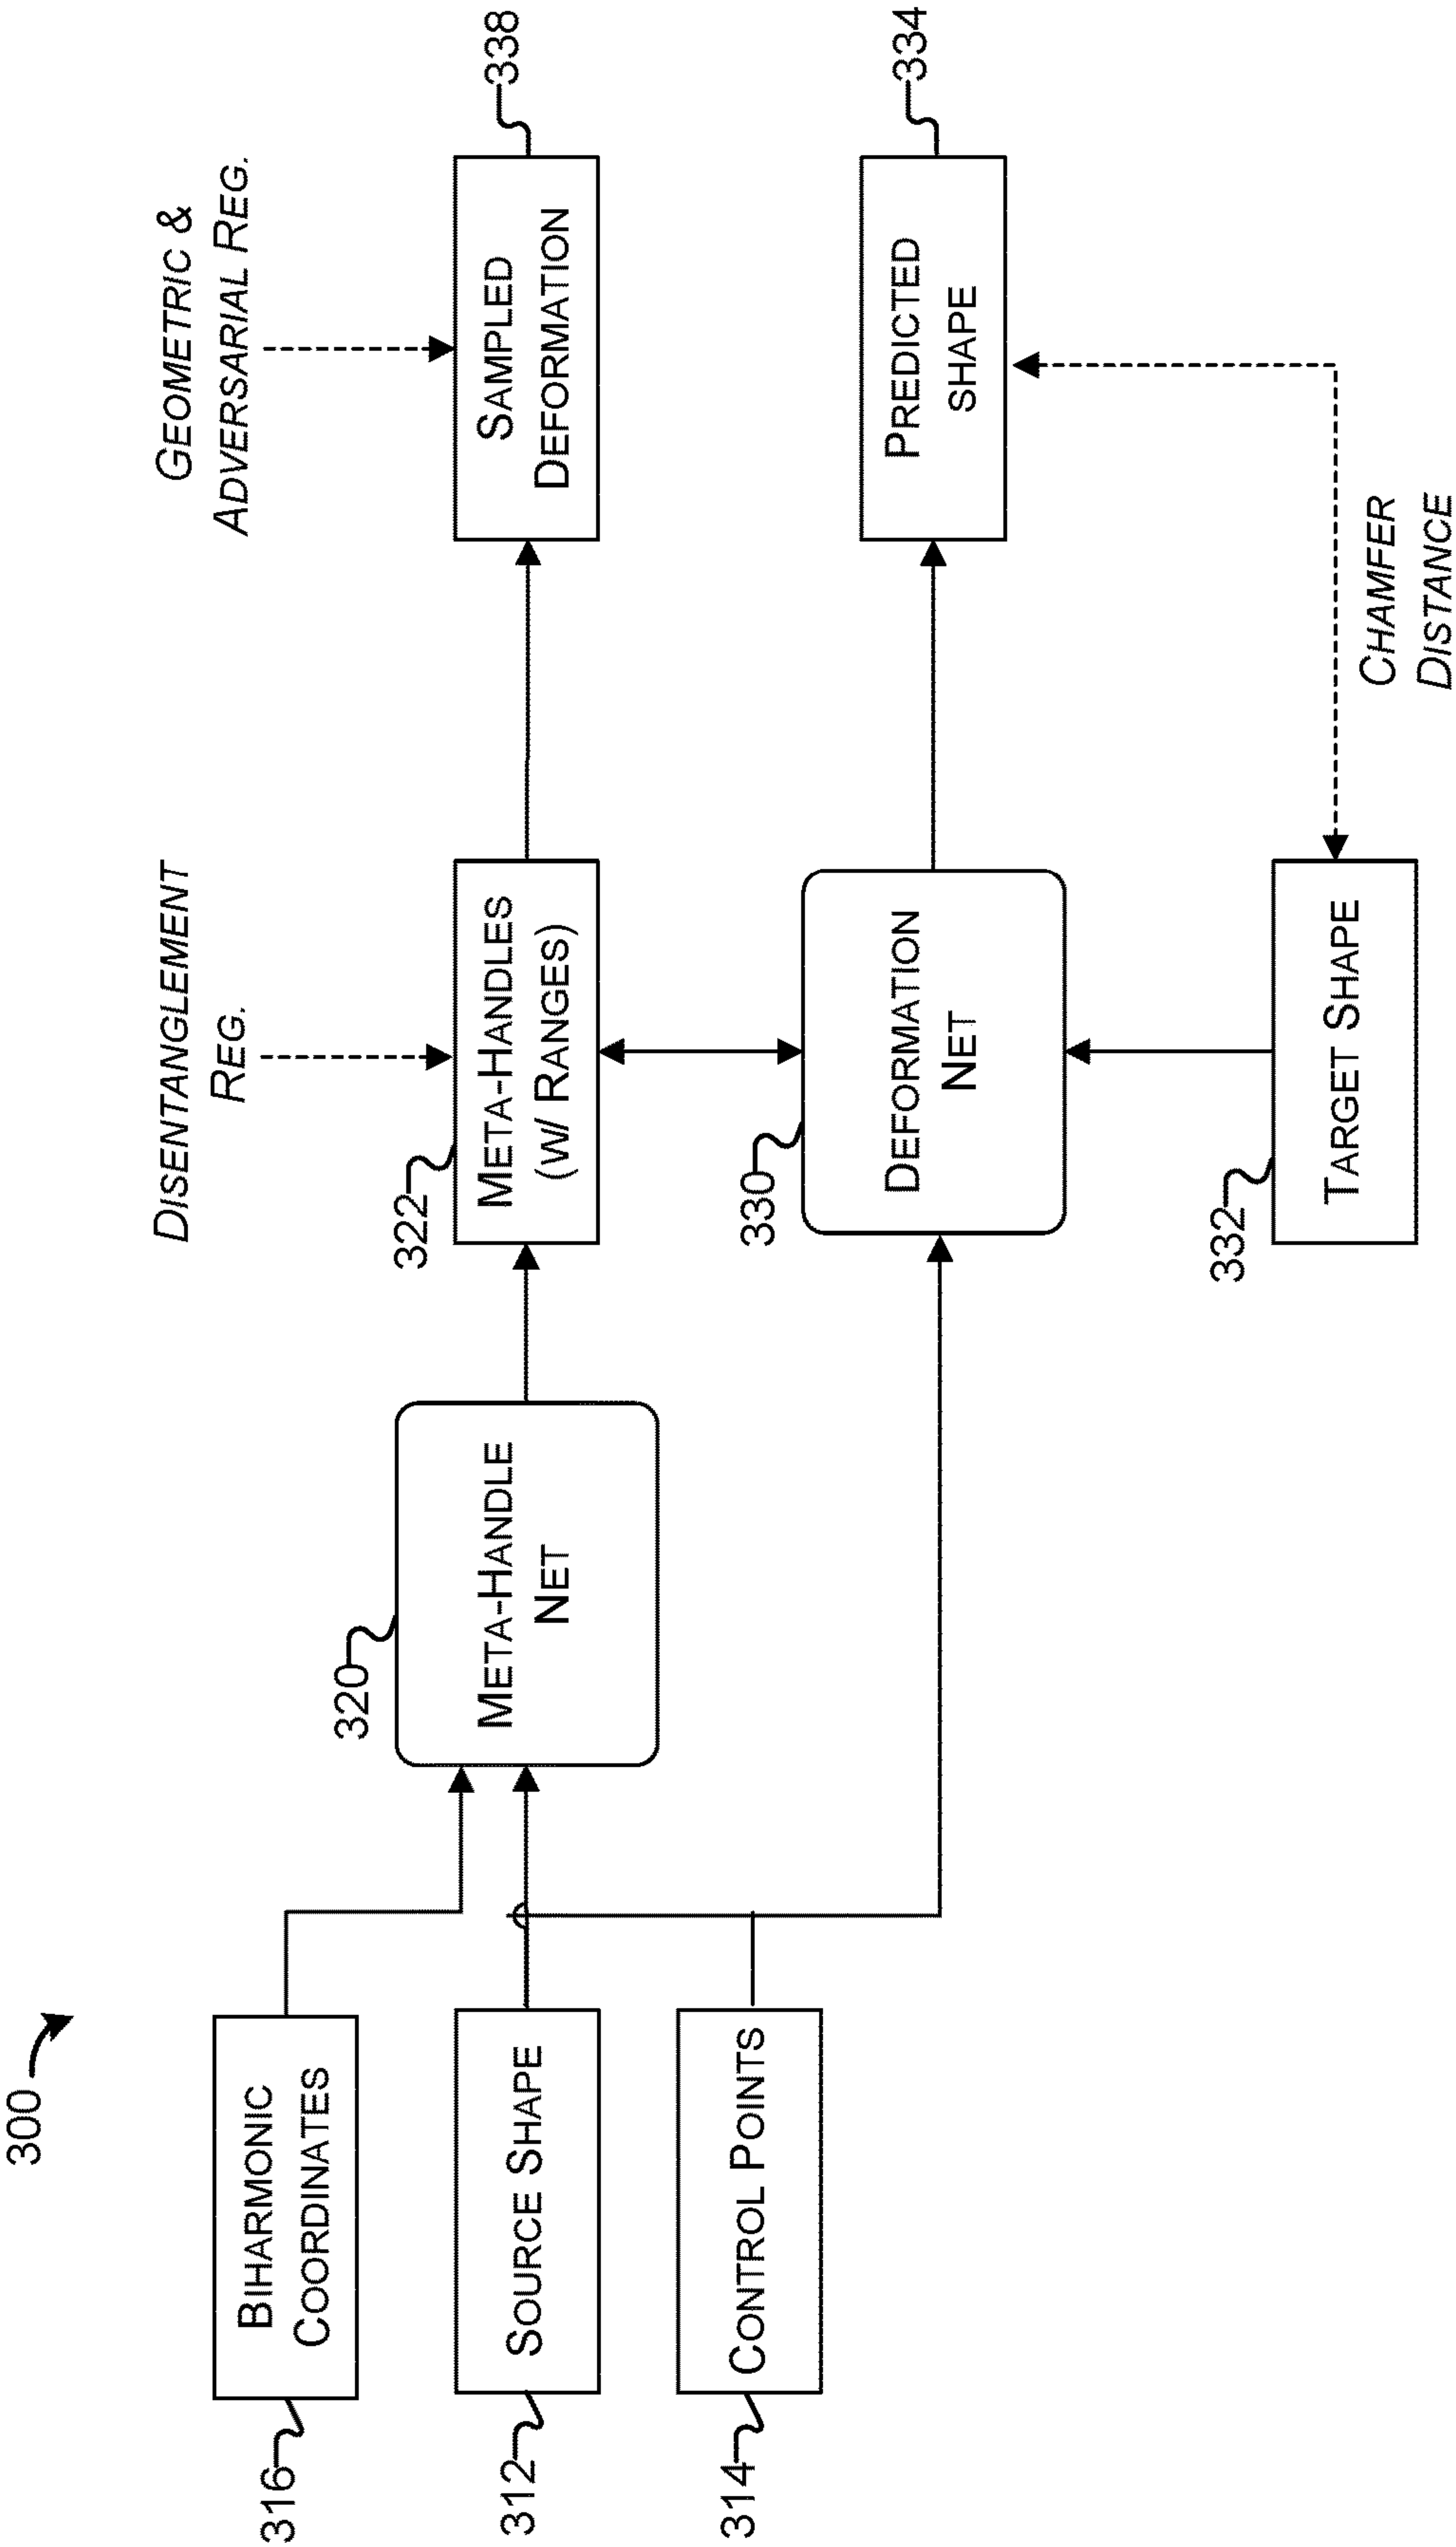 300
316
BIHARMONIC
COORDINATES
312
SOURCE SHAPE
314
CONTROL POINTS
320
META-HANDLE
NET
DISENTANGLEMENT
REG.
322
META-HANDLES
(W/ RANGES)
330
DEFORMATION
NET
332
TARGET SHAPE
GEOMETRIC &
ADVERSARIAL REG.
SAMPLED
DEFORMATION
338
PREDICTED
SHAPE
334
CHAMFER
DISTANCE